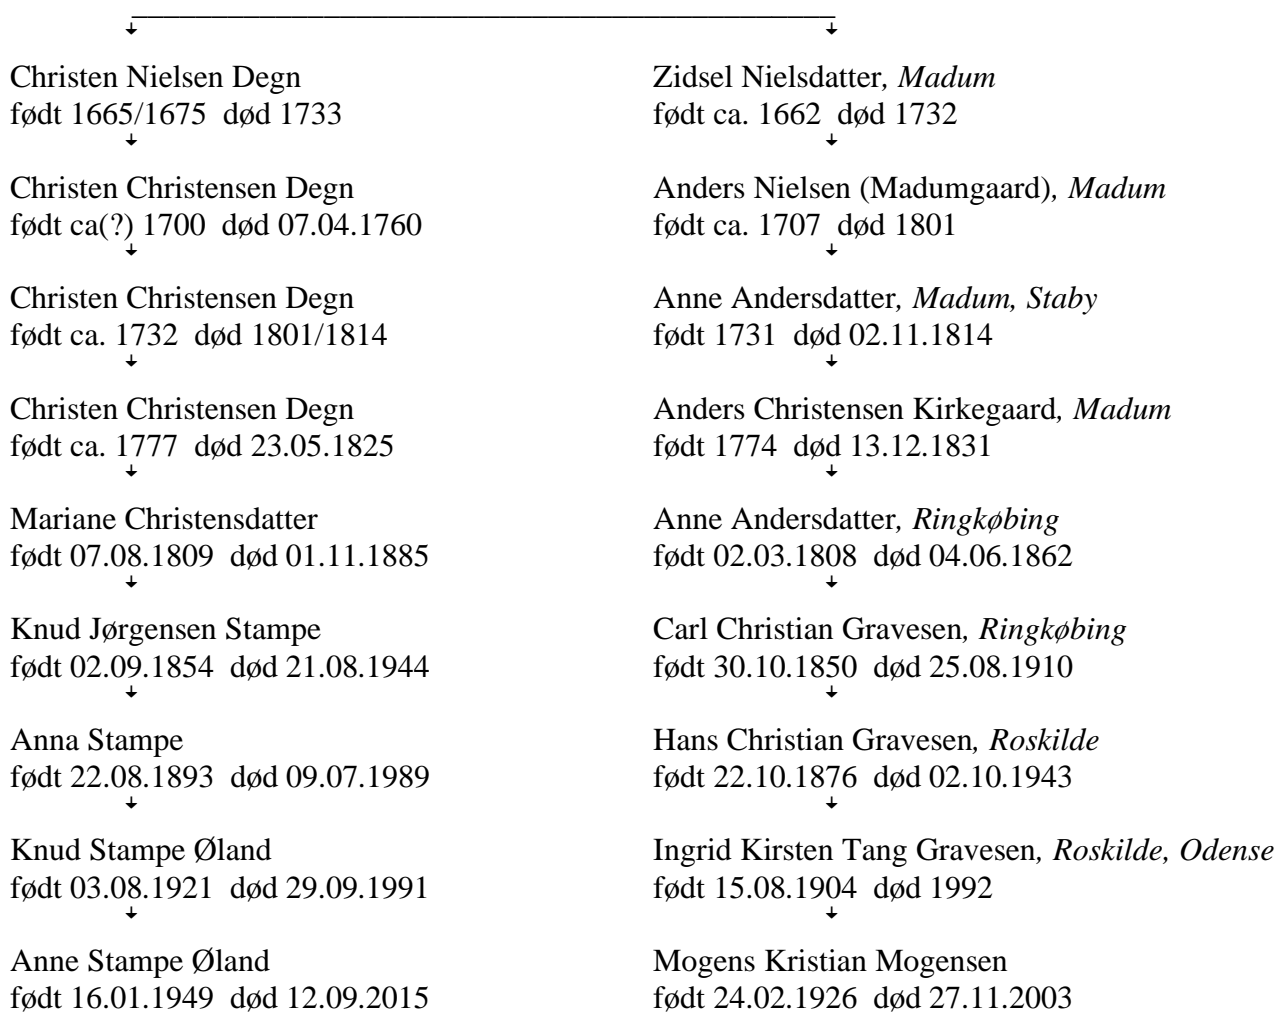 Christen Nielsen Degn
født 1665/1675 død 1733
Zidsel Nielsdatter, Madum
født ca. 1662 død 1732
Christen Christensen Degn
født ca(?) 1700 død 07.04.1760
Anders Nielsen (Madumgaard), Madum
født ca. 1707 død 1801
Christen Christensen Degn
født ca. 1732 død 1801/1814
Anne Andersdatter, Madum, Staby
født 1731 død 02.11.1814
Christen Christensen Degn
født ca. 1777 død 23.05.1825
Anders Christensen Kirkegaard, Madum
født 1774 død 13.12.1831
Mariane Christensdatter
født 07.08.1809 død 01.11.1885
Anne Andersdatter, Ringkøbing
født 02.03.1808 død 04.06.1862
Knud Jørgensen Stampe
født 02.09.1854 død 21.08.1944
Carl Christian Gravesen, Ringkøbing
født 30.10.1850 død 25.08.1910
Anna Stampe
født 22.08.1893 død 09.07.1989
Hans Christian Gravesen, Roskilde
født 22.10.1876 død 02.10.1943
Knud Stampe Øland
født 03.08.1921 død 29.09.1991
Ingrid Kirsten Tang Gravesen, Roskilde, Odense
født 15.08.1904 død 1992
Anne Stampe Øland
født 16.01.1949 død 12.09.2015
Mogens Kristian Mogensen
født 24.02.1926 død 27.11.2003